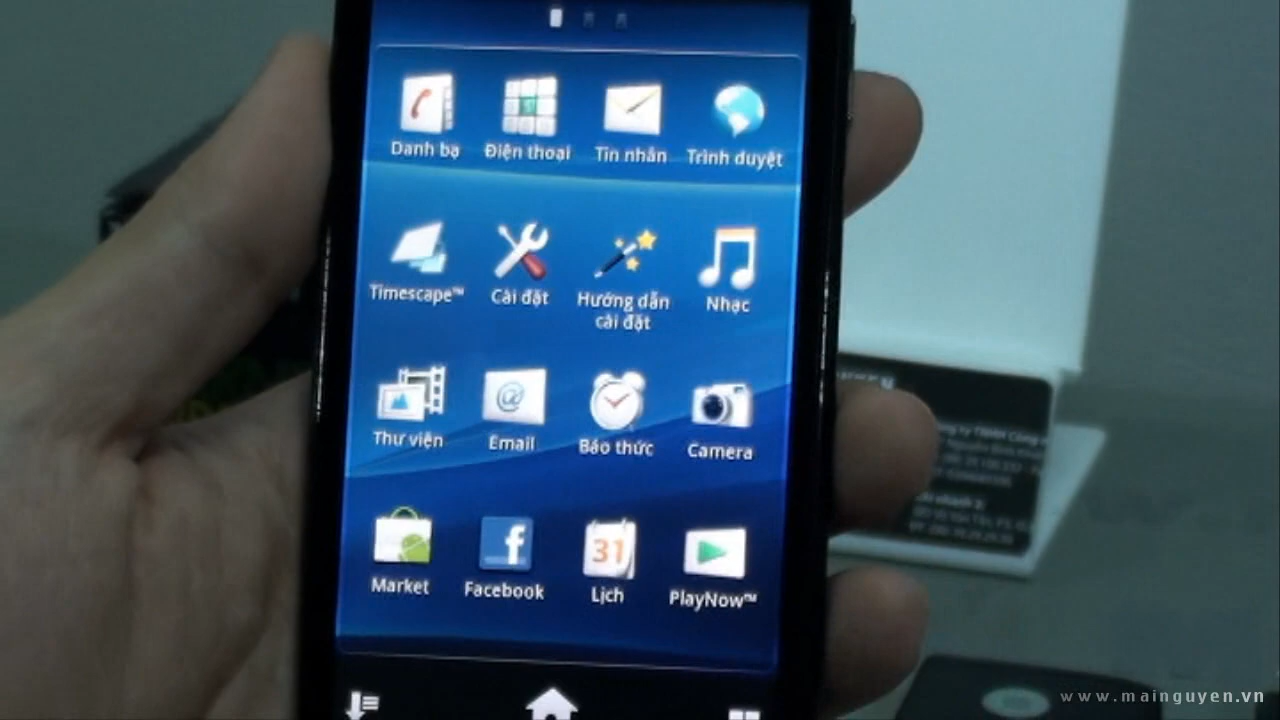 Danh bạ
Điện thoại
Tin nhắn
Trình duyệt
Timescape™
Cài đặt
Hướng dẫn
cài đặt
Nhạc
Thư viện
Email
Báo thức
Camera
31
Market
Facebook
Lịch
PlayNow™
www.mainguyen.vn